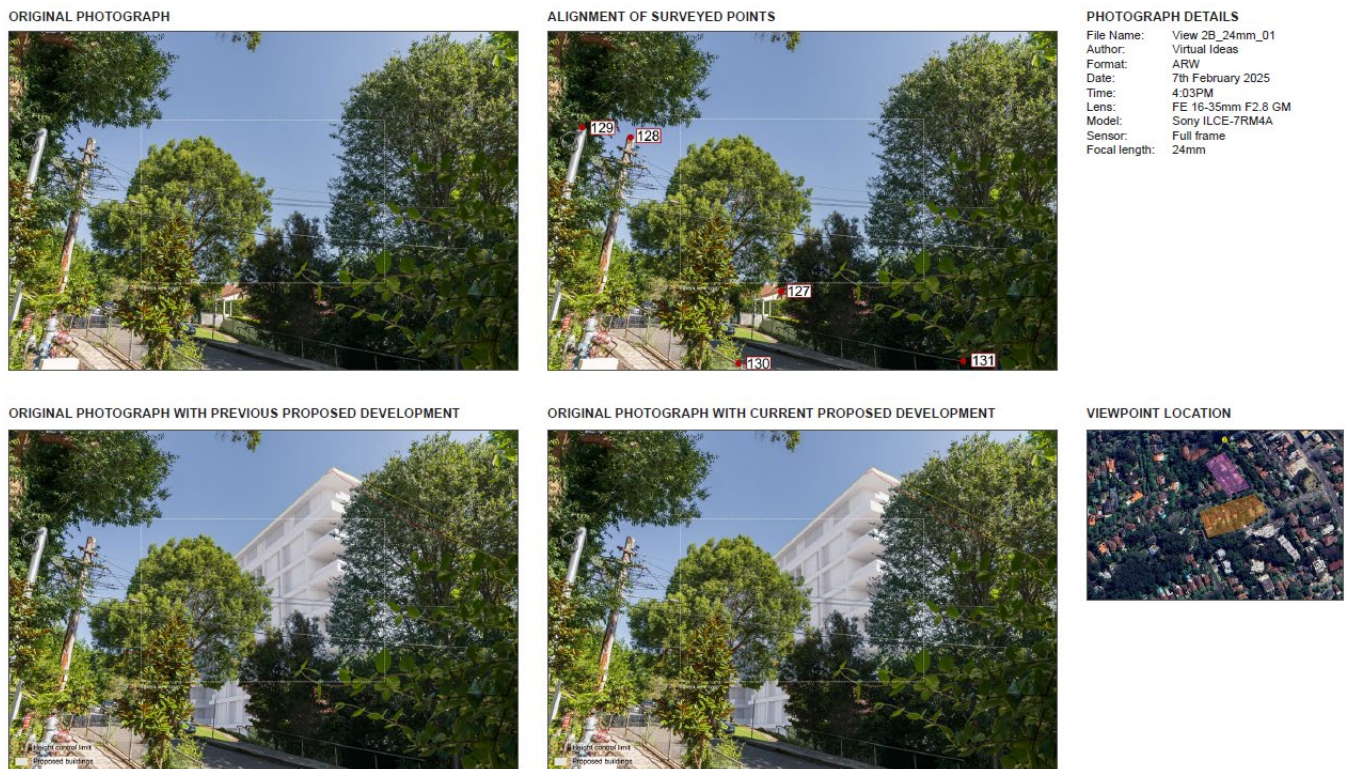 ORIGINAL PHOTOGRAPH
ALIGNMENT OF SURVEYED POINTS
129
128
127
130
131
PHOTOGRAPH DETAILS
File Name: View 2B_24mm_01
Author: Virtual Ideas
Format: ARW
Date: 7th February 2025
Time: 4:03PM
Lens: FE 16-35mm F2.8 GM
Model: Sony ILCE-7RM4A
Sensor: Full frame
Focal length: 24mm
ORIGINAL PHOTOGRAPH WITH PREVIOUS PROPOSED DEVELOPMENT
Height control limit
Proposed buildings
ORIGINAL PHOTOGRAPH WITH CURRENT PROPOSED DEVELOPMENT
Height control limit
Proposed buildings
VIEWPOINT LOCATION